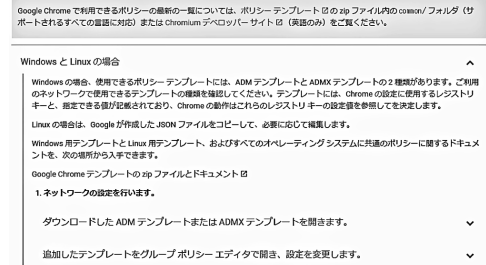 Google Chrome で利用できるポリシーの最新の一覧については、ポリシー テンプレート の zip ファイル内の common/ フォルダ（サ
ポートされるすべての言語に対応）または Chromium デベロッパー サイト（英語のみ）をご覧ください。
Windows と Linux の場合
Windows の場合、使用できるポリシー テンプレートには、ADM テンプレートと ADMX テンプレートの 2 種類があります。ご利用
のネットワークで使用できるテンプレートの種類を確認してください。テンプレートには、Chrome の設定に使用するレジストリ
キーと、指定できる値が記載されており、Chrome の動作はこれらのレジストリ キーの設定値を参照してを決定します。
Linux の場合は、Google が作成した JSON ファイルをコピーして、必要に応じて編集します。
Windows 用テンプレートと Linux 用テンプレート、およびすべてのオペレーティング システムに共通のポリシーに関するドキュメ
ントを、次の場所から入手できます。
Google Chrome テンプレートの zip ファイルとドキュメント
1. ネットワークの設定を行います。
ダウンロードした ADM テンプレートまたは ADMX テンプレートを開きます。
追加したテンプレートをグループ ポリシー エディタで開き、設定を変更します。